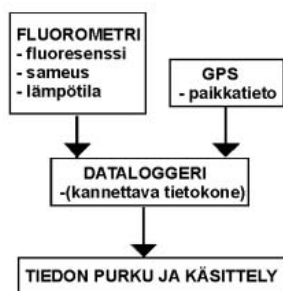 FLUOROMETRI
- fluoresenssi
- sameus
- lämpötila
GPS
- paikkatieto
DATALOGGERI
-(kannettava tietokone)
TIEDON PURKU JA KÄSITTELY